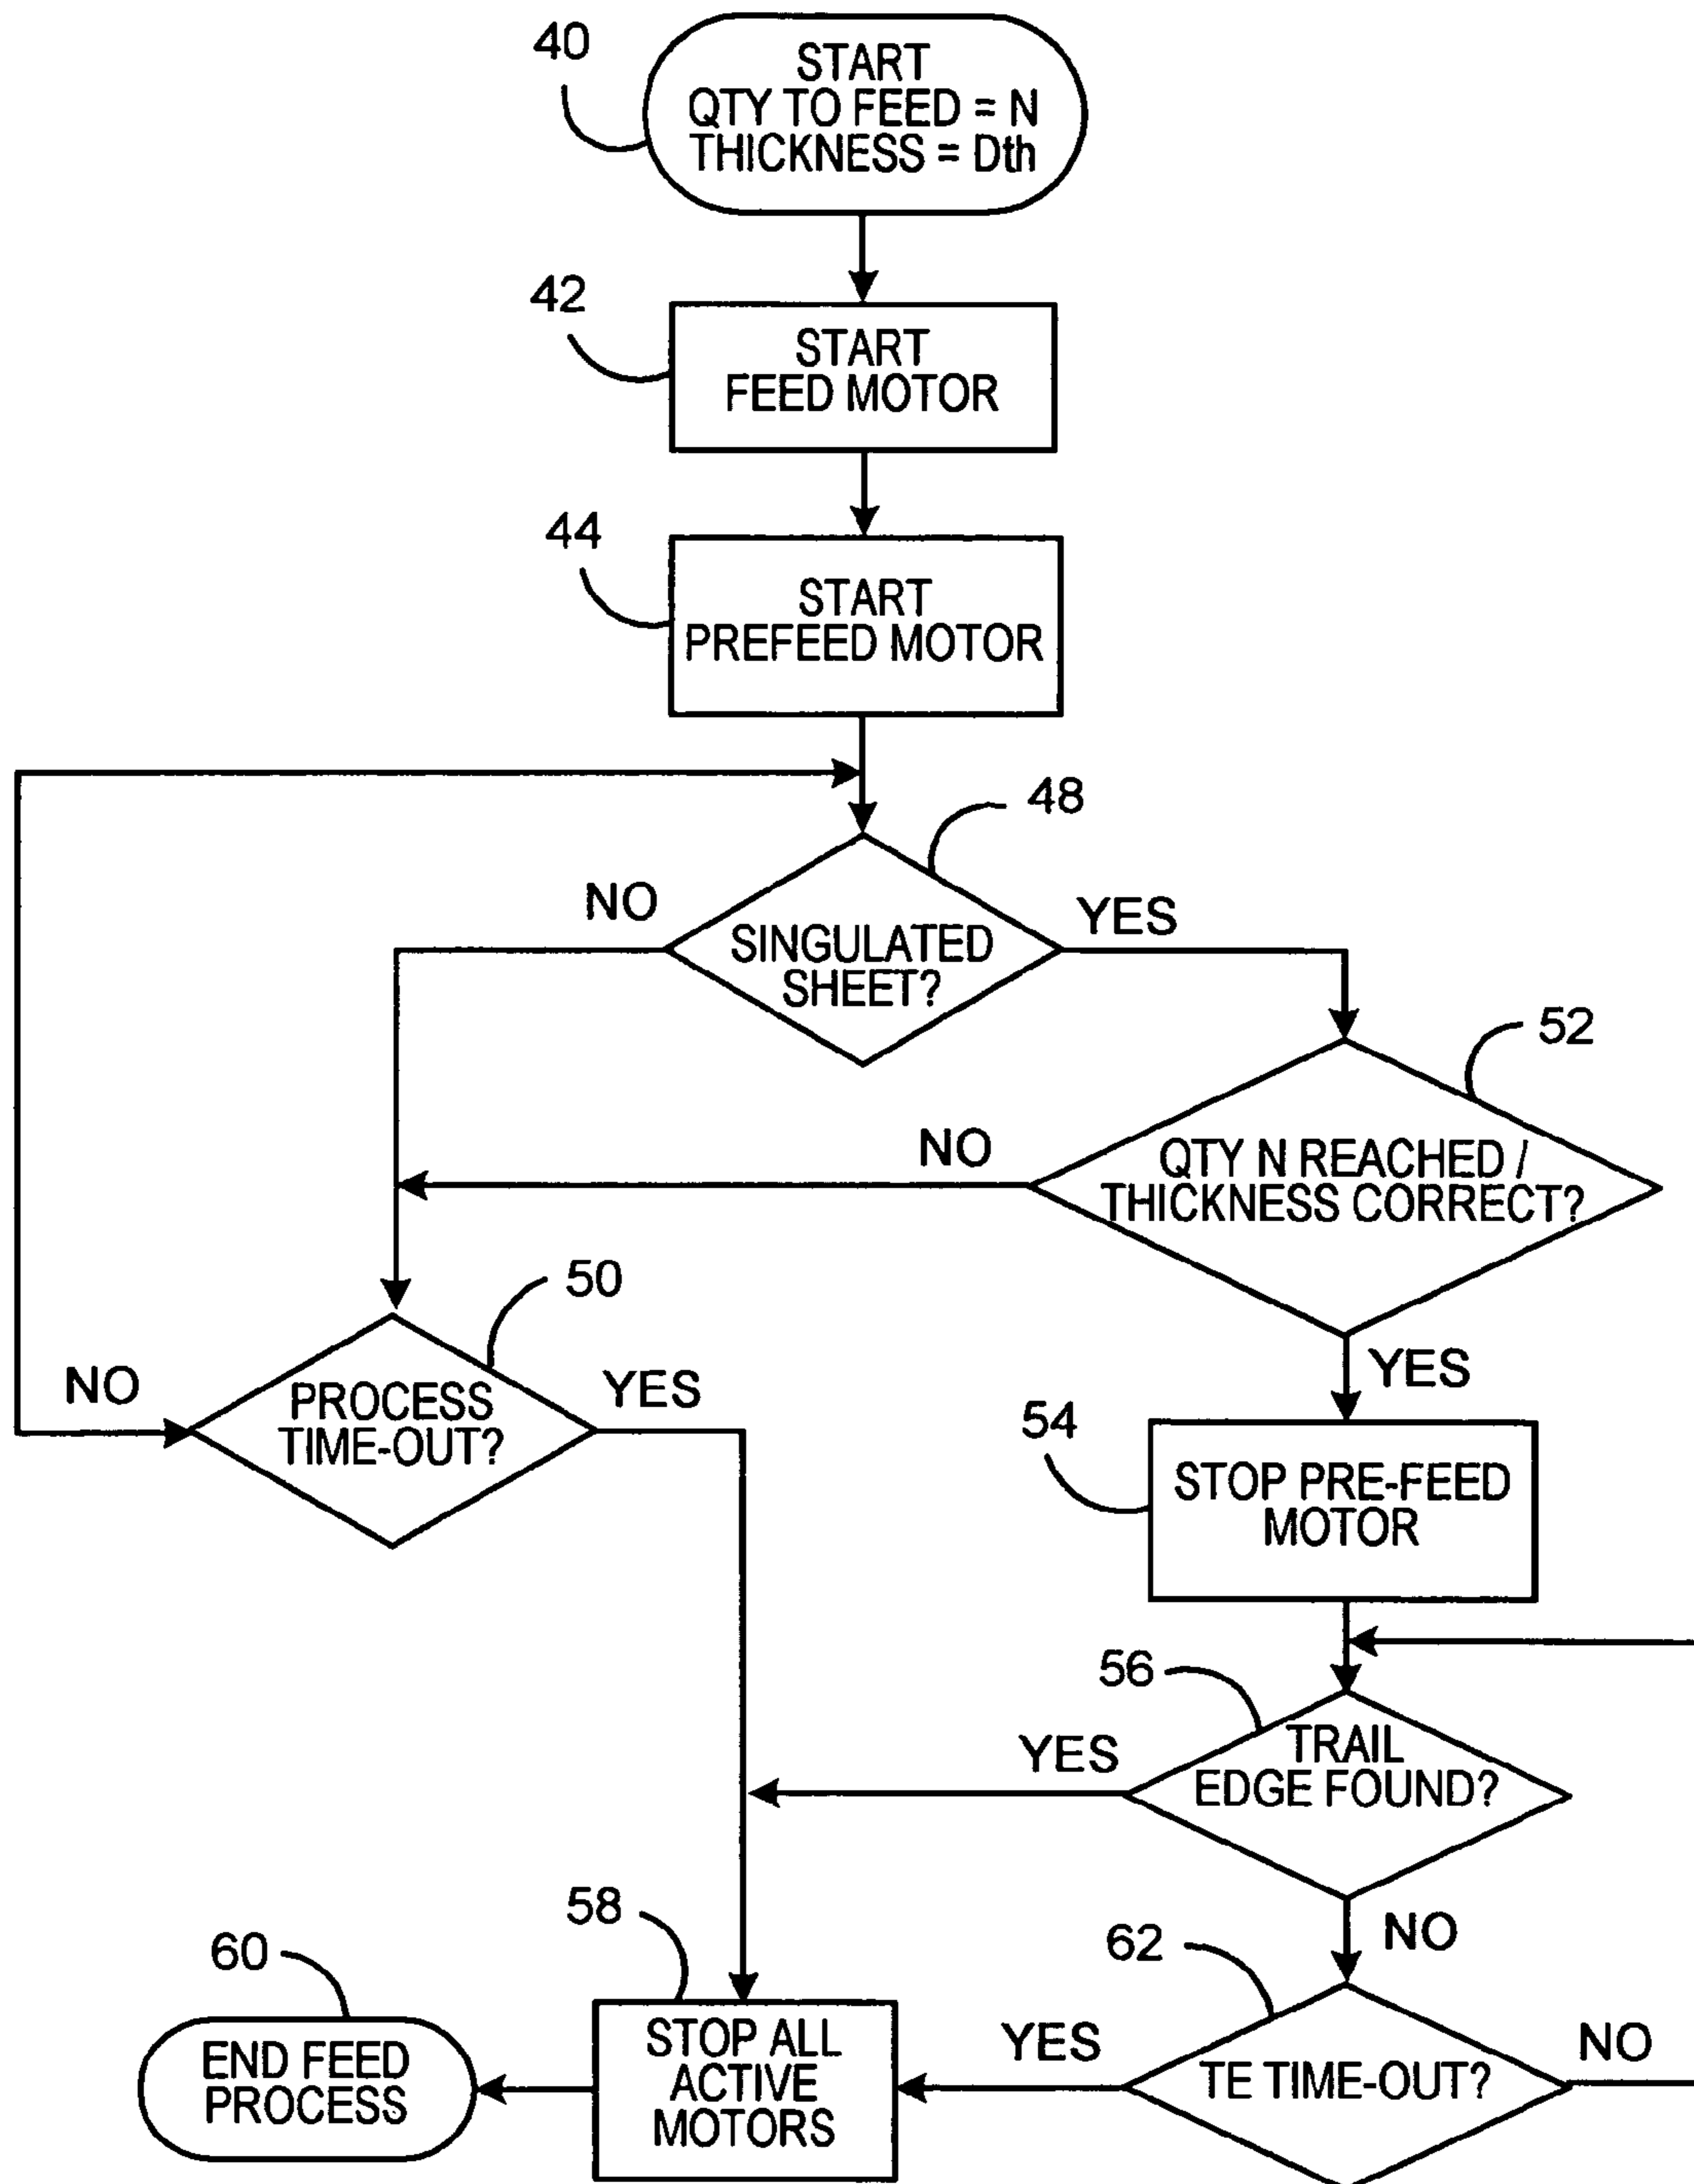 40
START
QTY TO FEED = N
THICKNESS = Dth
42
START
FEED MOTOR
44
START
PREFEED MOTOR
48
NO
YES
SINGULATED
SHEET?
52
NO
QTY N REACHED /
THICKNESS CORRECT?
50
NO
YES
PROCESS
TIME-OUT?
YES
54
STOP PRE-FEED
MOTOR
56
YES
TRAIL
EDGE FOUND?
58
NO
60
62
END FEED
PROCESS
STOP ALL
ACTIVE
MOTORS
YES
TE TIME-OUT?
NO